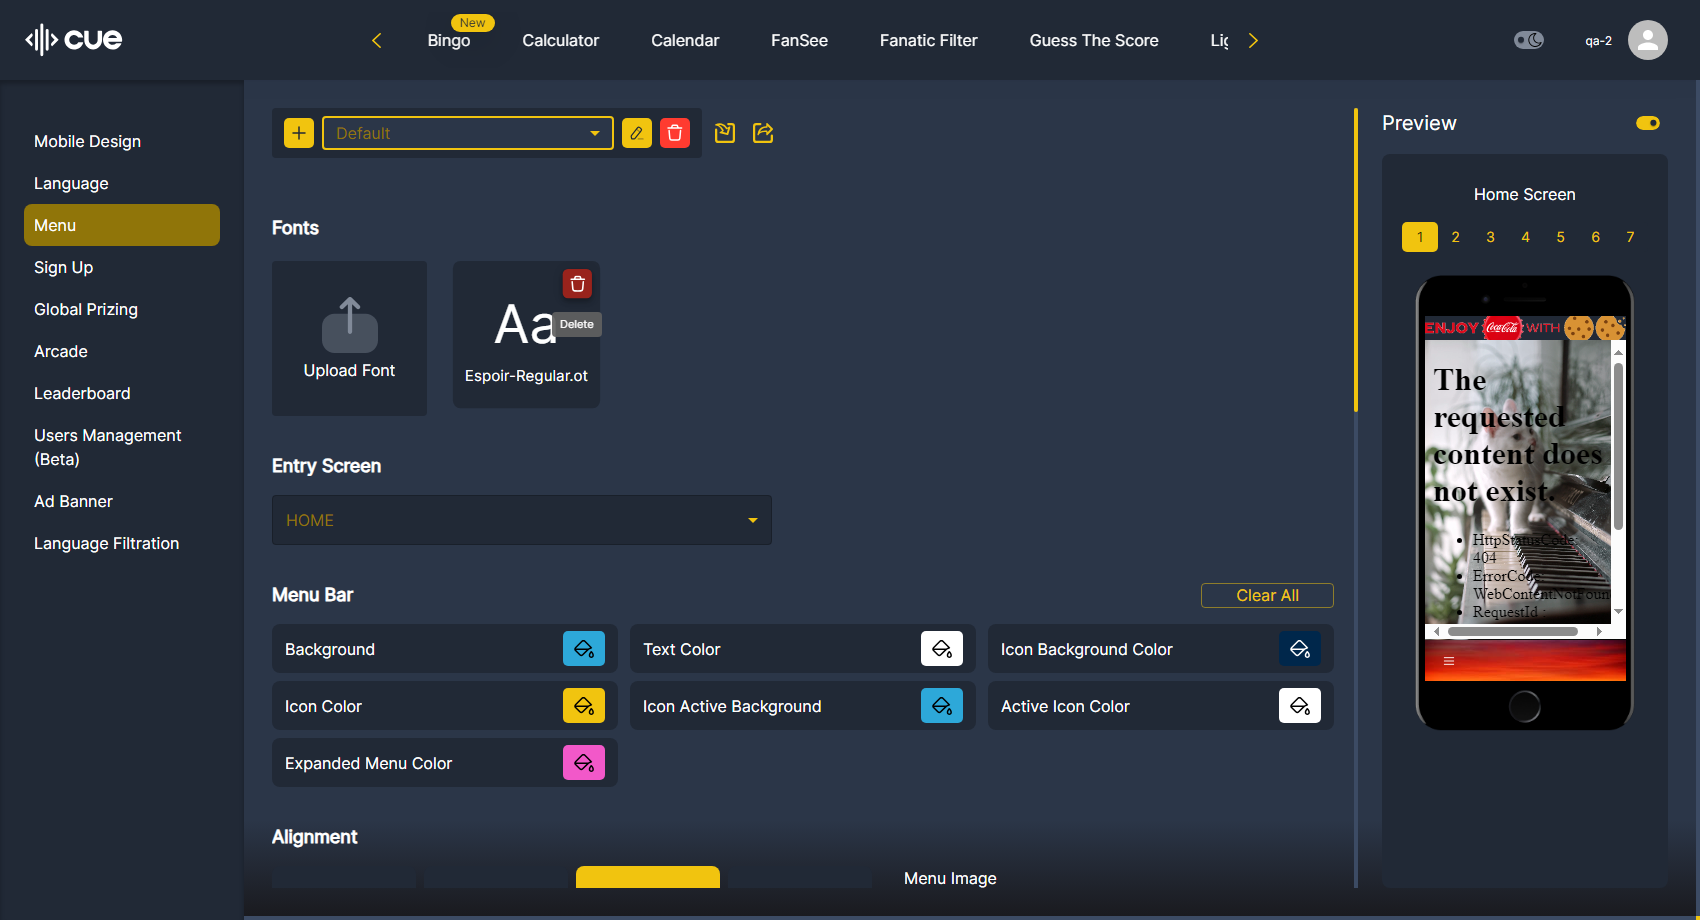 cue
New
Bingo
Calculator
Calendar
FanSee
Fanatic Filter
Guess The Score
qa-2
Mobile Design
Language
Menu
Sign Up
Global Prizing
Arcade
Leaderboard
Users Management
(Beta)
Ad Banner
Language Filtration
Default
Fonts
Upload Font
Aa
Delete
Espoir-Regular.ot
Entry Screen
HOME
Menu Bar
Clear All
Background
Text Color
Icon Background Color
Icon Color
Icon Active Background
Active Icon Color
Expanded Menu Color
Alignment
Menu Image
Preview
Home Screen
1 2 3 4 5 6 7
ENJOY Coca-Cola WITH
The
requested
content does
not exist.
HttpStatusCode:
404
ErrorCode:
WebContentNotFoun
RequestId :